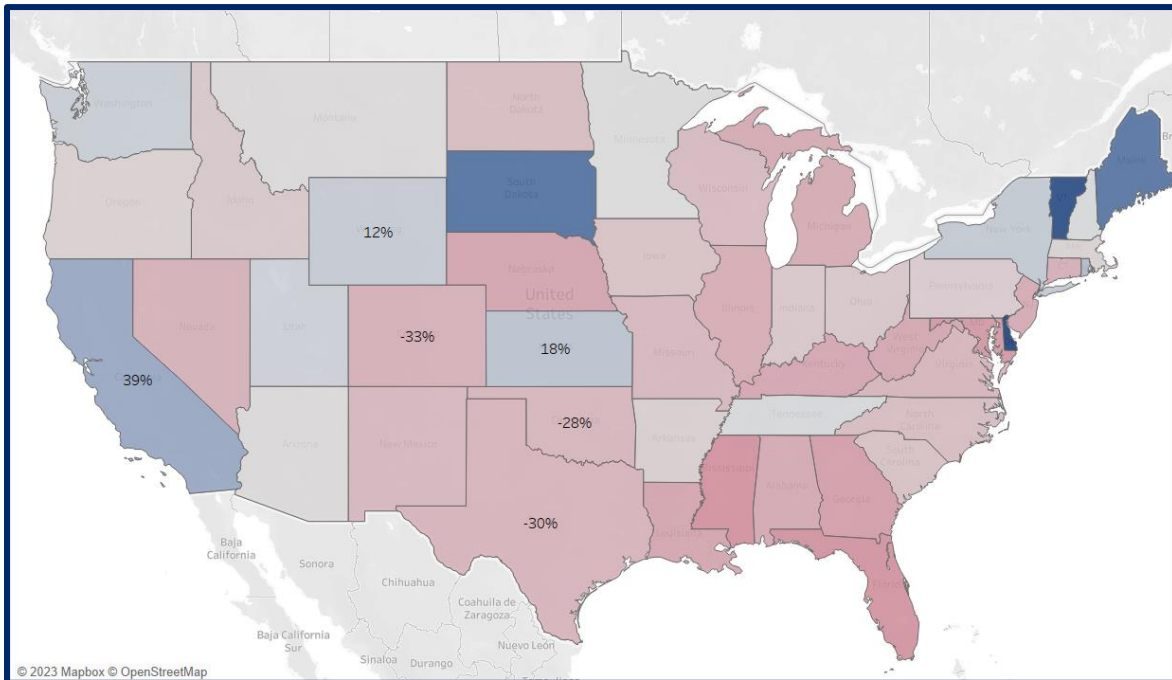 Washington
Montana
North
Dakota
Minnesota
Oregon
Idaho
South
Dakota
Wisconsin
Michigan
Maine
New York
MA
12%
Iowa
Nebraska
Nevada
Utah
United
States
Illinois
Indiana
Ohio
Pennsylvania
CT
39%
-33%
18%
Missouri
Kentucky
West
Virginia
Virginia
Arizona
New Mexico
-28%
Arkansas
Tennessee
North
Carolina
South
Carolina
-30%
Mississippi
Alabama
Georgia
Louisiana
Florida
Baja
California
Sonora
Chihuahua
Coahuila de
Zaragoza
Baja California
Sur
Nuevo León
Sinaloa
Durango
Tamaulipas
© 2023 Mapbox © OpenStreetMap